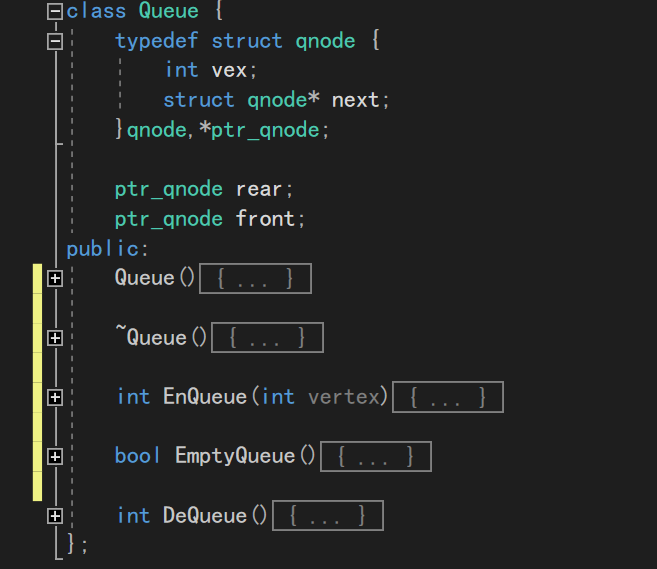 class Queue {
typedef struct qnode {
int vex;
struct qnode* next;
}qnode,*ptr_qnode;
ptr_qnode rear;
ptr_qnode front;
public:
Queue(){ ... }
~Queue(){ ... }
int EnQueue(int vertex){ ... }
bool EmptyQueue(){ ... }
int DeQueue(){ ... }
};